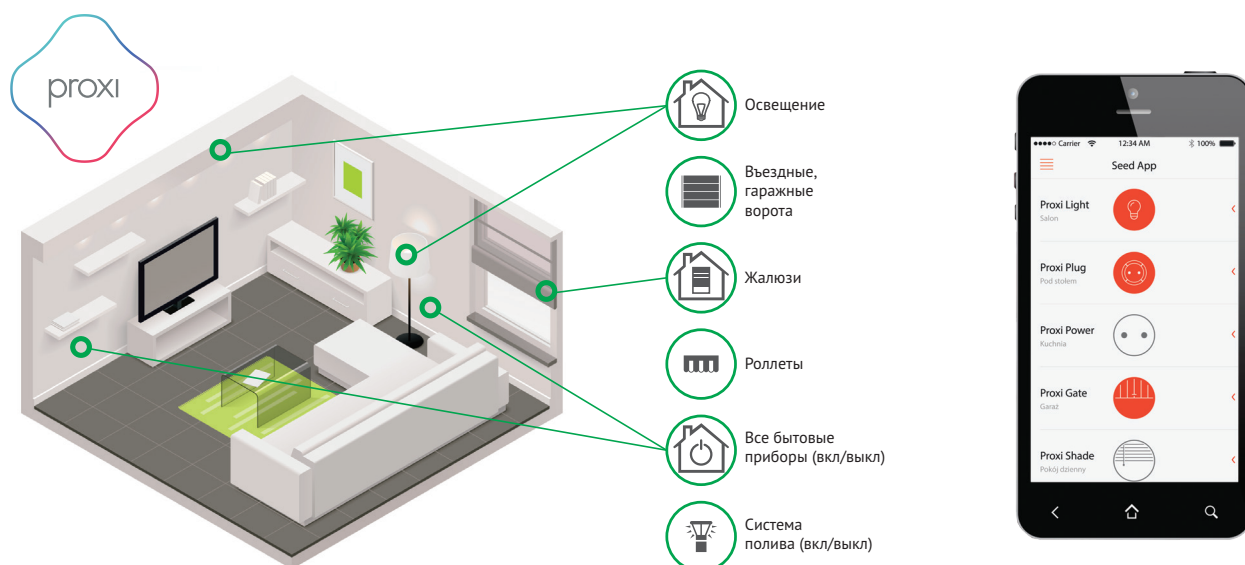 proxi
Освещение
Въездные,
гаражные
ворота
Жалюзи
Роллеты
Все бытовые
приборы (вкл/выкл)
Система
полива (вкл/выкл)
Carrier 12:34 AM 100%
Seed App
Proxi Light
Salon
Proxi Plug
Pod stołem
Proxi Power
Kuchnia
Proxi Gate
Garaż
Proxi Shade
Pokój dzienny